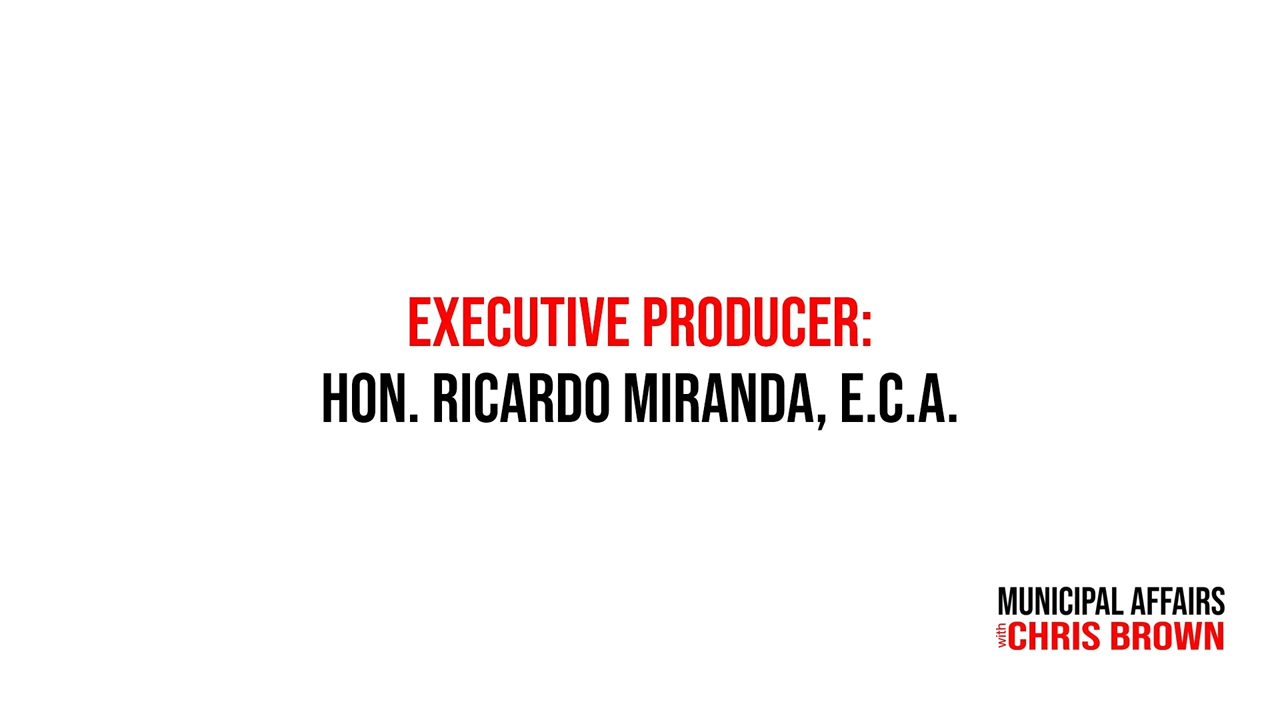 EXECUTIVE PRODUCER:
HON. RICARDO MIRANDA, E.C.A.
MUNICIPAL AFFAIRS
with CHRIS BROWN